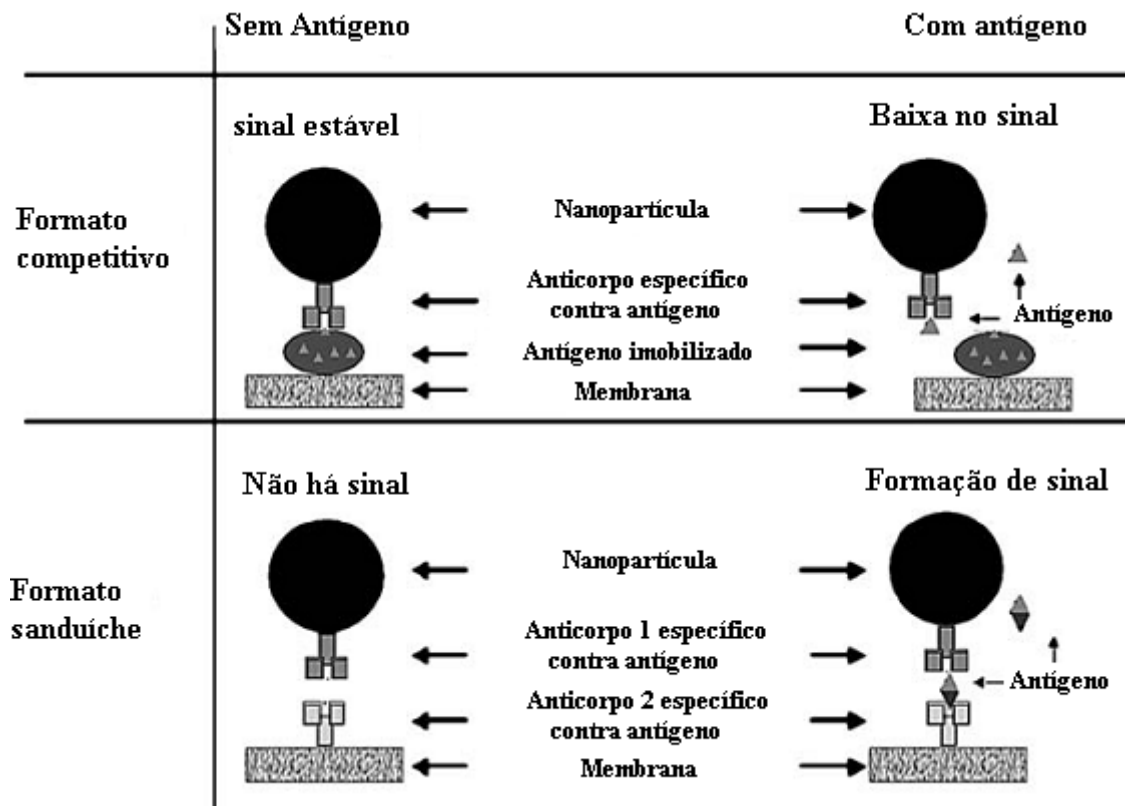 Sem Antígeno
Com antígeno
Formato
competitivo
sinal estável
Baixa no sinal
Nanopartícula
Anticorpo específico
contra antígeno
Antígeno
Antígeno imobilizado
Membrana
Formato
sanduíche
Não há sinal
Formação de sinal
Nanopartícula
Anticorpo 1 específico
contra antígeno
Antígeno
Anticorpo 2 específico
contra antígeno
Membrana